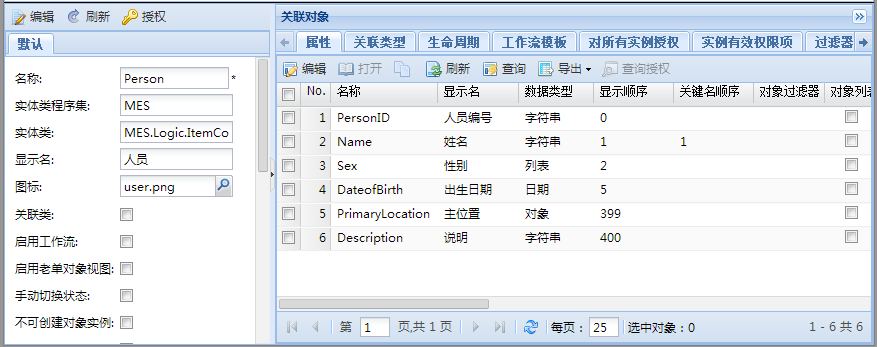 编辑 刷新 授权
默认
名称: Person *
实体类程序集: MES
实体类: MES.Logic.ItemCo
显示名: 人员
图标: user.png
关联类:
启用工作流:
启用老单对象视图:
手动切换状态:
不可创建对象实例:
关联对象
属性 关联类型 生命周期 工作流模板 对所有实例授权 实例有效权限项 过滤器
编辑 打开 刷新 查询 导出 查询授权
No. 名称 显示名 数据类型 显示顺序 关键名顺序 对象过滤器 对象列表
1 PersonID 人员编号 字符串 0
2 Name 姓名 字符串 1 1
3 Sex 性别 列表 2
4 DateofBirth 出生日期 日期 5
5 PrimaryLocation 主位置 对象 399
6 Description 说明 字符串 400
第 1 页,共 1 页 每页: 25 选中对象: 0 1 - 6 共 6